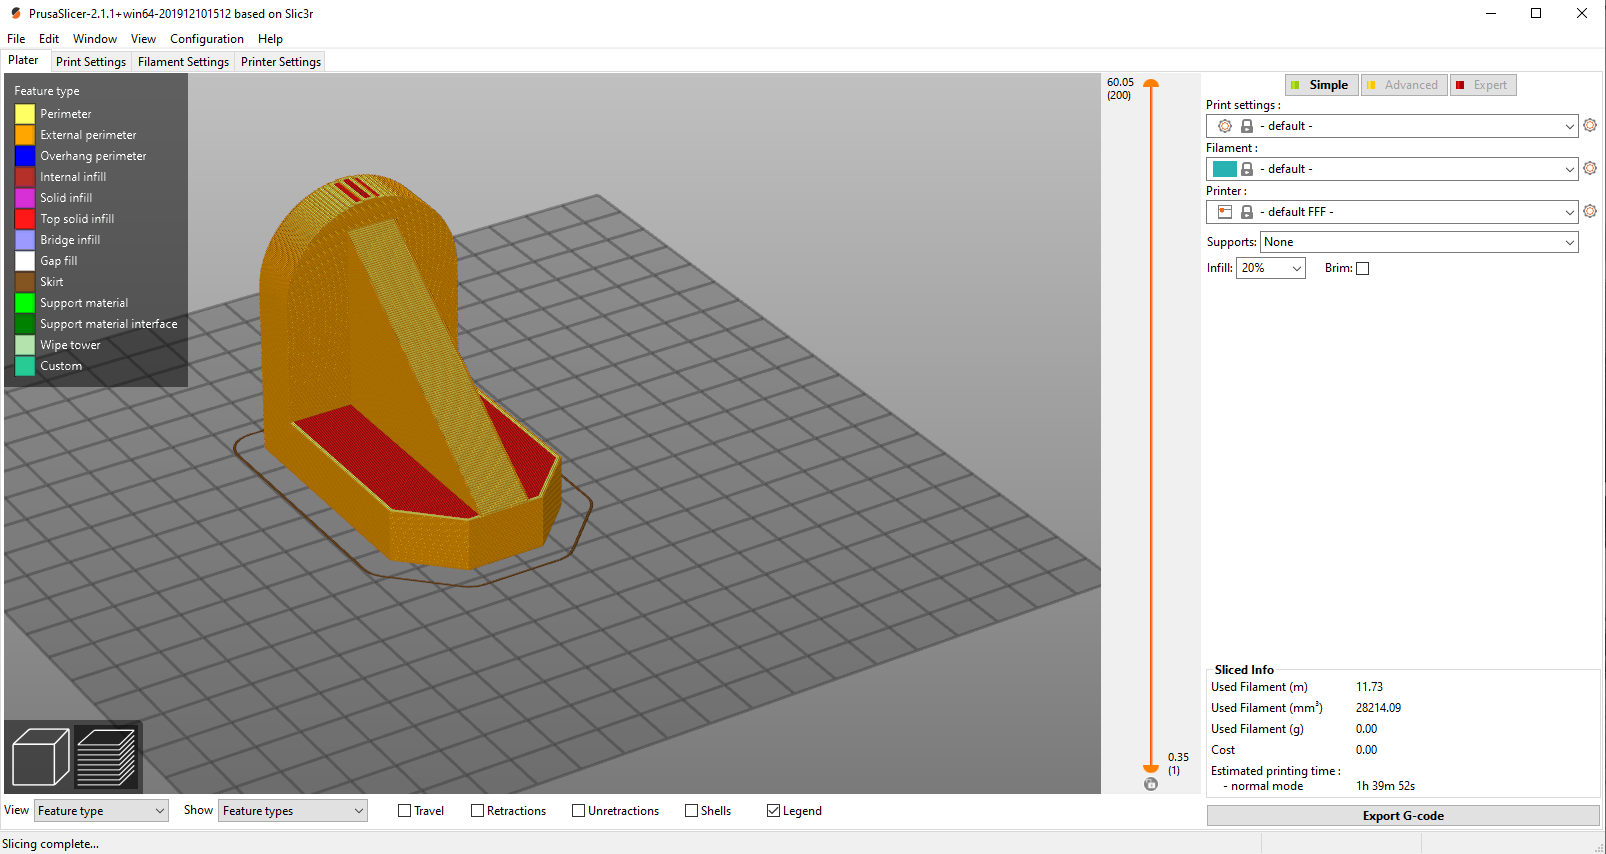 PrusaSlicer-2.1.1+win64-201912101512 based on Slic3r
File Edit Window View Configuration Help
Plater Print Settings Filament Settings Printer Settings
Feature type
Perimeter
External perimeter
Overhang perimeter
Internal infill
Solid infill
Top solid infill
Bridge infill
Gap fill
Skirt
Support material
Support material interface
Wipe tower
Custom
60.05
(200)
0.35
(1)
Simple Advanced Expert
Print settings :
- default -
Filament :
- default -
Printer :
- default FFF -
Supports: None
Infill: 20% Brim:
Sliced Info
Used Filament (m) 11.73
Used Filament (mm³) 28214.09
Used Filament (g) 0.00
Cost 0.00
Estimated printing time :
- normal mode 1h 39m 52s
View Feature type Show Feature types Travel Retractions Unretractions Shells Legend
Export G-code
Slicing complete...